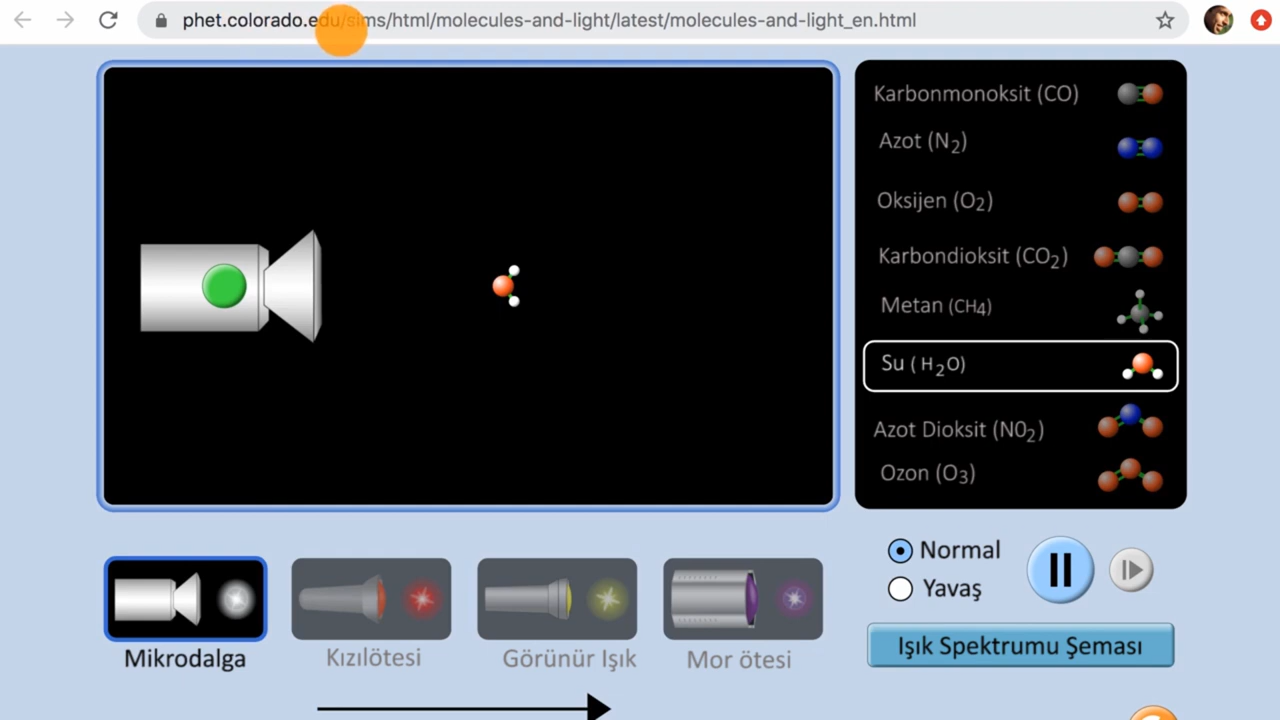 phet.colorado.edu/sims/html/molecules-and-light/latest/molecules-and-light_en.html
Karbonmonoksit (CO)
Azot (N2)
Oksijen (O2)
Karbondioksit (CO2)
Metan (CH4)
Su (H2O)
Azot Dioksit (N02)
Ozon (O3)
Normal
Yavaş
Işık Spektrumu Şeması
Mikrodalga
Kızılötesi
Görünür Işık
Mor ötesi